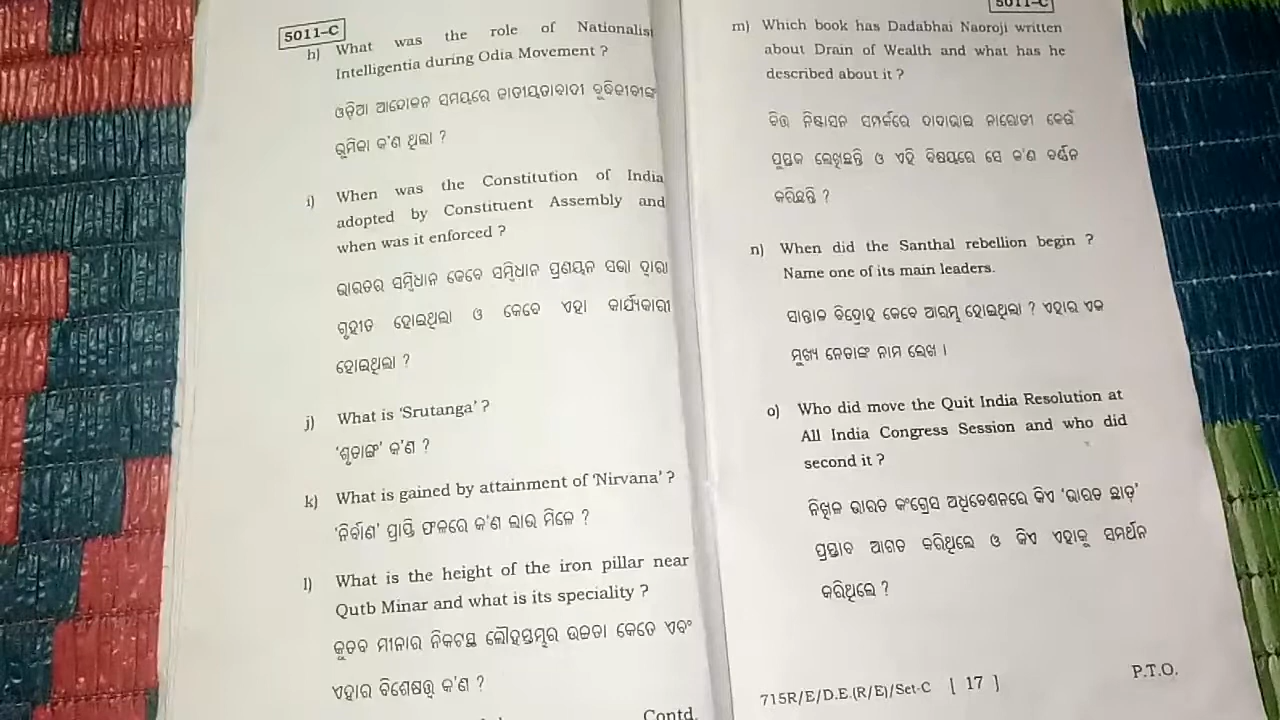 5011-C
h) What was the role of Nationalist
Intelligentia during Odia Movement ?
ଓଡ଼ିଆ ଆନ୍ଦୋଳନ ସମୟରେ ଜାତୀୟତାବାଦୀ ବୁଦ୍ଧିଜୀବୀଙ୍କ
ଭୂମିକା କ'ଣ ଥିଲା ?
i) When was the Constitution of India
adopted by Constituent Assembly and
when was it enforced ?
ଭାରତର ସମ୍ବିଧାନ କେବେ ସମ୍ବିଧାନ ପ୍ରଣୟନ ସଭା ଦ୍ୱାରା
ଗୃହୀତ ହୋଇଥିଲା ଓ କେବେ ଏହା କାର୍ଯ୍ୟକାରୀ
ହୋଇଥିଲା ?
j) What is 'Srutanga' ?
'ଶୃତାଙ୍ଗ' କ'ଣ ?
k) What is gained by attainment of 'Nirvana' ?
'ନିର୍ବାଣ' ପ୍ରାପ୍ତି ଫଳରେ କ'ଣ ଲାଭ ମିଳେ ?
l) What is the height of the iron pillar near
Qutb Minar and what is its speciality ?
କୁତବ ମୀନାର ନିକଟସ୍ଥ ଲୌହସ୍ତମ୍ଭର ଉଚ୍ଚତା କେତେ ଏବଂ
ଏହାର ବିଶେଷତ୍ୱ କ'ଣ ?
Contd.
5011-C
m) Which book has Dadabhai Naoroji written
about Drain of Wealth and what has he
described about it ?
ବିତ୍ତ ନିଷ୍କାସନ ସମ୍ପର୍କରେ ଦାଦାଭାଇ ନାରୋଜୀ କେଉଁ
ପୁସ୍ତକ ଲେଖିଛନ୍ତି ଓ ଏହି ବିଷୟରେ ସେ କ'ଣ ବର୍ଣ୍ଣନ
କରିଛନ୍ତି ?
n) When did the Santhal rebellion begin ?
Name one of its main leaders.
ସାନ୍ତାଳ ବିଦ୍ରୋହ କେବେ ଆରମ୍ଭ ହୋଇଥିଲା ? ଏହାର ଏକ
ମୁଖ୍ୟ ନେତାଙ୍କ ନାମ ଲେଖ ।
o) Who did move the Quit India Resolution at
All India Congress Session and who did
second it ?
ନିଖିଳ ଭାରତ କଂଗ୍ରେସ ଅଧିବେଶନରେ କିଏ 'ଭାରତ ଛାଡ଼'
ପ୍ରସ୍ତାବ ଆଗତ କରିଥିଲେ ଓ କିଏ ଏହାକୁ ସମର୍ଥନ
କରିଥିଲେ ?
715R/E/D.E.(R/E)/Set-C [ 17 ] P.T.O.